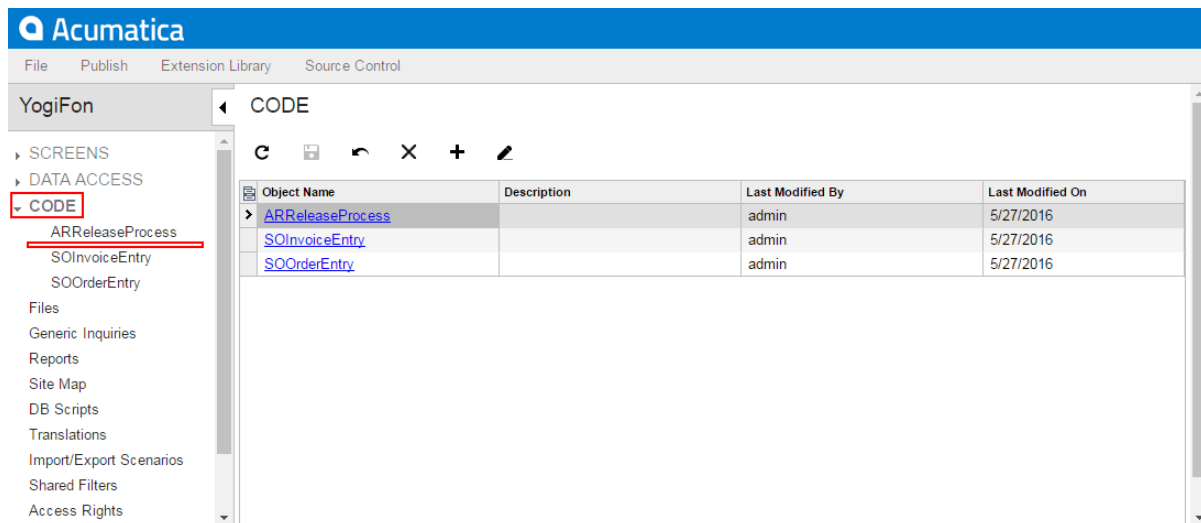 Acumatica
File Publish Extension Library Source Control
YogiFon
CODE
SCREENS
DATA ACCESS
CODE
ARReleaseProcess
SOInvoiceEntry
SOOrderEntry
Files
Generic Inquiries
Reports
Site Map
DB Scripts
Translations
Import/Export Scenarios
Shared Filters
Access Rights
Object Name Description Last Modified By Last Modified On
ARReleaseProcess admin 5/27/2016
SOInvoiceEntry admin 5/27/2016
SOOrderEntry admin 5/27/2016